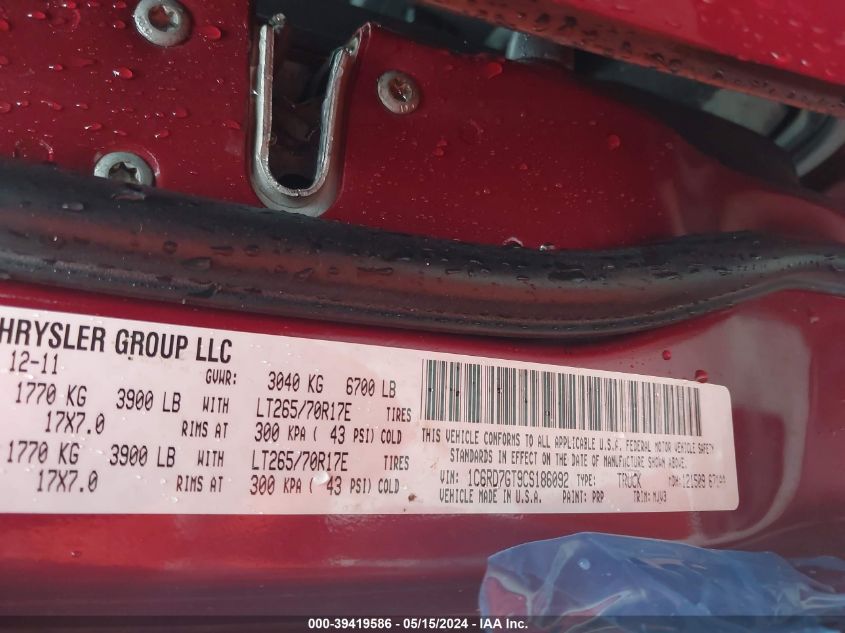 HRYSLER GROUP LLC
12-11 GVWR: 3040 KG 6700 LB
1770 KG 3900 LB WITH LT265/70R17E TIRES
17X7.0 RIMS AT 300 KPA ( 43 PSI) COLD
1770 KG 3900 LB WITH LT265/70R17E TIRES
17X7.0 RIMS AT 300 KPA ( 43 PSI) COLD
THIS VEHICLE CONFORMS TO ALL APPLICABLE U.S.A. FEDERAL MOTOR VEHICLE SAFETY
STANDARDS IN EFFECT ON THE DATE OF MANUFACTURE SHOWN ABOVE.
VIN: 1C6RD7GT9CS186092 TYPE: TRUCK MDH: 121509
VEHICLE MADE IN U.S.A. PAINT: PRP TRIM: MJV3
000-39419586 - 05/15/2024 - IAA Inc.